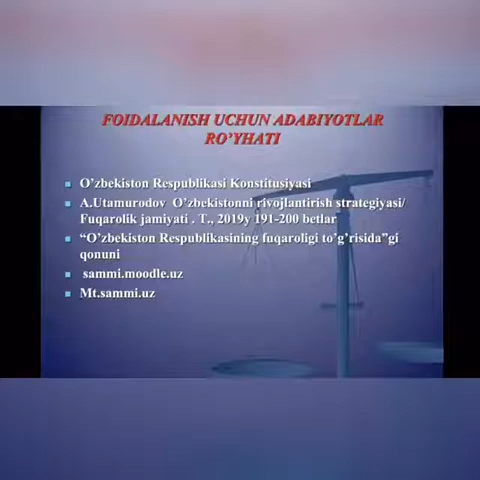 FOIDALANISH UCHUN ADABIYOTLAR
RO’YHATI
O’zbekiston Respublikasi Konstitusiyasi
A.Utamurodov O’zbekistonni rivojlantirish strategiyasi/
Fuqarolik jamiyati . T., 2019y 191-200 betlar
“O’zbekiston Respublikasining fuqaroligi to’g’risida”gi
qonuni
sammi.moodle.uz
Mt.sammi.uz